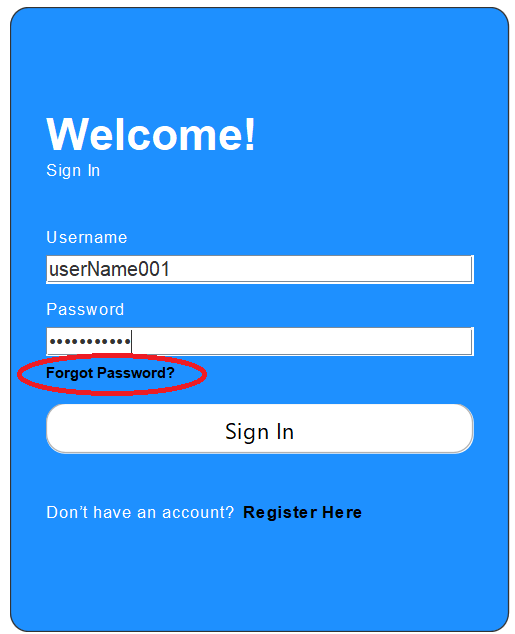 Welcome!
Sign In
Username
userName001
Password
•••••••••••
Forgot Password?
Sign In
Don’t have an account? Register Here